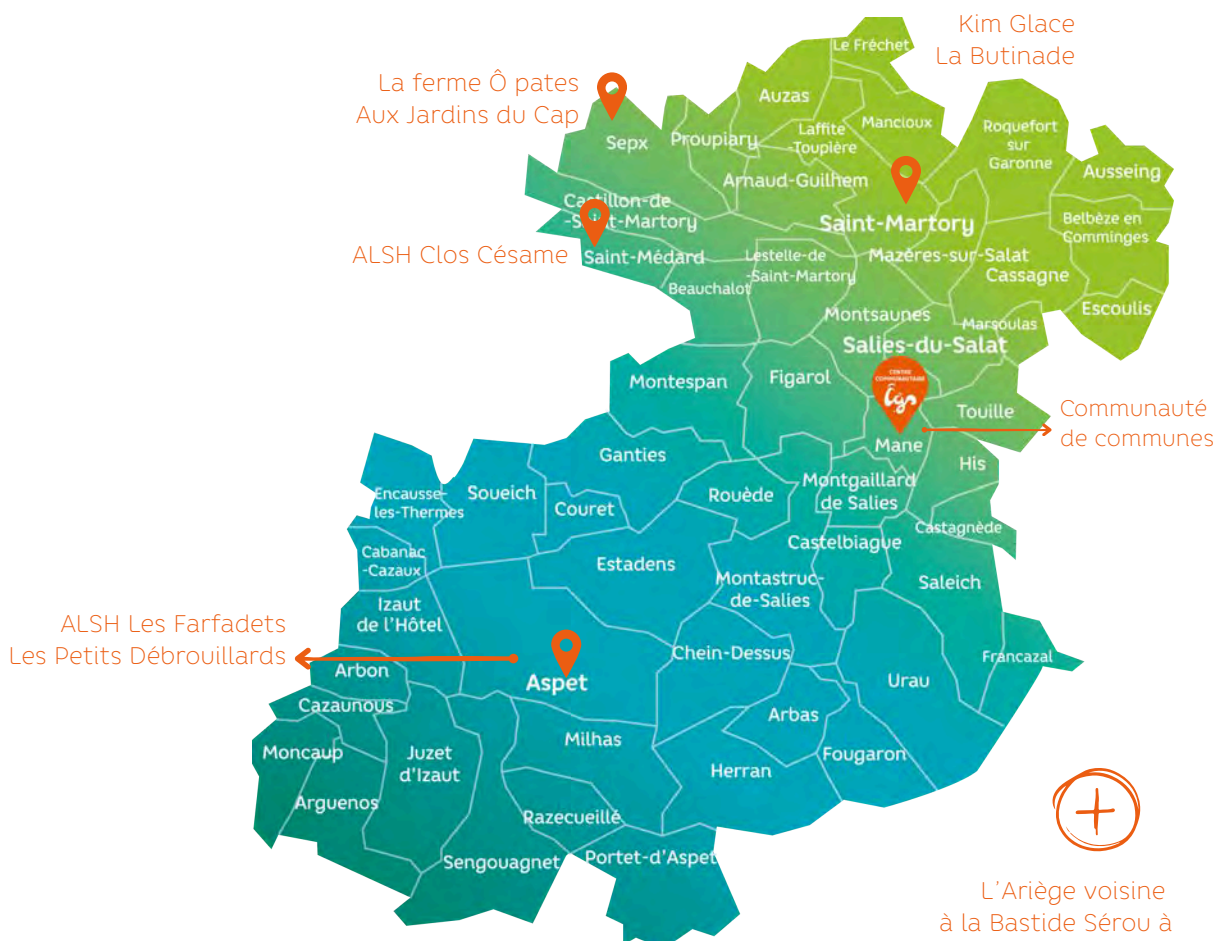 Kim Glace
La Butinade
Le Fréchet
La ferme Ô pates
Aux Jardins du Cap
Auzas
Mancioux
Laffite
-Toupière
Roquefort
sur
Garonne
Sepx
Proupiary
Ausseing
Arnaud-Guilhem
Castillon-de
-Saint-Martory
Saint-Martory
Belbèze en
Comminges
ALSH Clos Césame
Saint-Médard
Lestelle-de
-Saint-Martory
Mazères-sur-Salat
Cassagne
Beauchalot
Escoulis
Montsaunes
Marsoulas
Salies-du-Salat
Montespan
Figarol
CENTRE
COMMUNAUTAIRE
Touille
Communauté
de communes
Mane
His
Ganties
Montgaillard
de Salies
Encausse-
les-Thermes
Soueich
Rouède
Couret
Castagnède
Castelbiague
Cabanac
-Cazaux
Estadens
Montastruc-
de-Salies
Saleich
Izaut
de l'Hôtel
ALSH Les Farfadets
Les Petits Débrouillards
Chein-Dessus
Francazal
Arbon
Aspet
Urau
Cazaunous
Arbas
Milhas
Moncaup
Juzet
d'Izaut
Fougaron
Herran
Arguenos
Razecueillé
Sengouagnet
Portet-d'Aspet
L'Ariège voisine
à la Bastide Sérou à